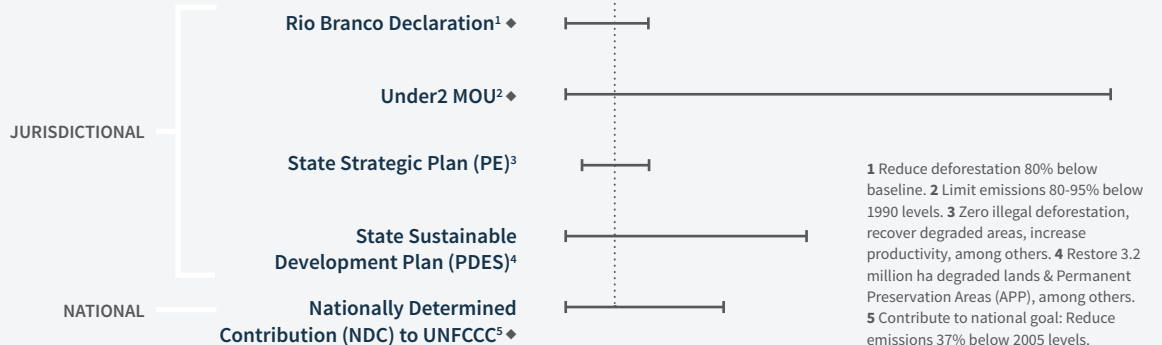 Rio Branco Declaration¹ ◆
Under2 MOU² ◆
JURISDICTIONAL
State Strategic Plan (PE)³
State Sustainable
Development Plan (PDES)⁴
NATIONAL
Nationally Determined
Contribution (NDC) to UNFCCC⁵ ◆
1 Reduce deforestation 80% below
baseline. 2 Limit emissions 80-95% below
1990 levels. 3 Zero illegal deforestation,
recover degraded areas, increase
productivity, among others. 4 Restore 3.2
million ha degraded lands & Permanent
Preservation Areas (APP), among others.
5 Contribute to national goal: Reduce
emissions 37% below 2005 levels.